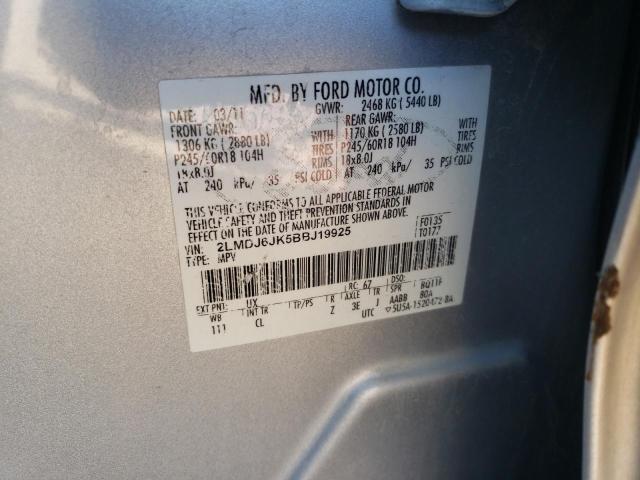 MFD. BY FORD MOTOR CO.
DATE: 03/11 GVWR: 2468 KG (5440 LB)
FRONT GAWR: REAR GAWR:
1306 KG (2880 LB) WITH 1170 KG (2580 LB) WITH
P245/60R18 104H TIRES P245/60R18 104H TIRES
18x8.0J RIMS 18x8.0J RIMS
AT 240 kPa/ 35 PSI COLD AT 240 kPa/ 35 PSI COLD
THIS VEHICLE CONFORMS TO ALL APPLICABLE FEDERAL MOTOR
VEHICLE SAFETY AND THEFT PREVENTION STANDARDS IN
EFFECT ON THE DATE OF MANUFACTURE SHOWN ABOVE.
VIN: 2LMDJ6JK5BBJ19925 F0135
TYPE: MPV T0177
EXT PNT: UX RC: 67 DSO:
WB INT TR TP/PS R AXLE TR SPR BQ11F
111 CL Z 3E J AABB 80A
UTC ▽5U5A-1520472-BA